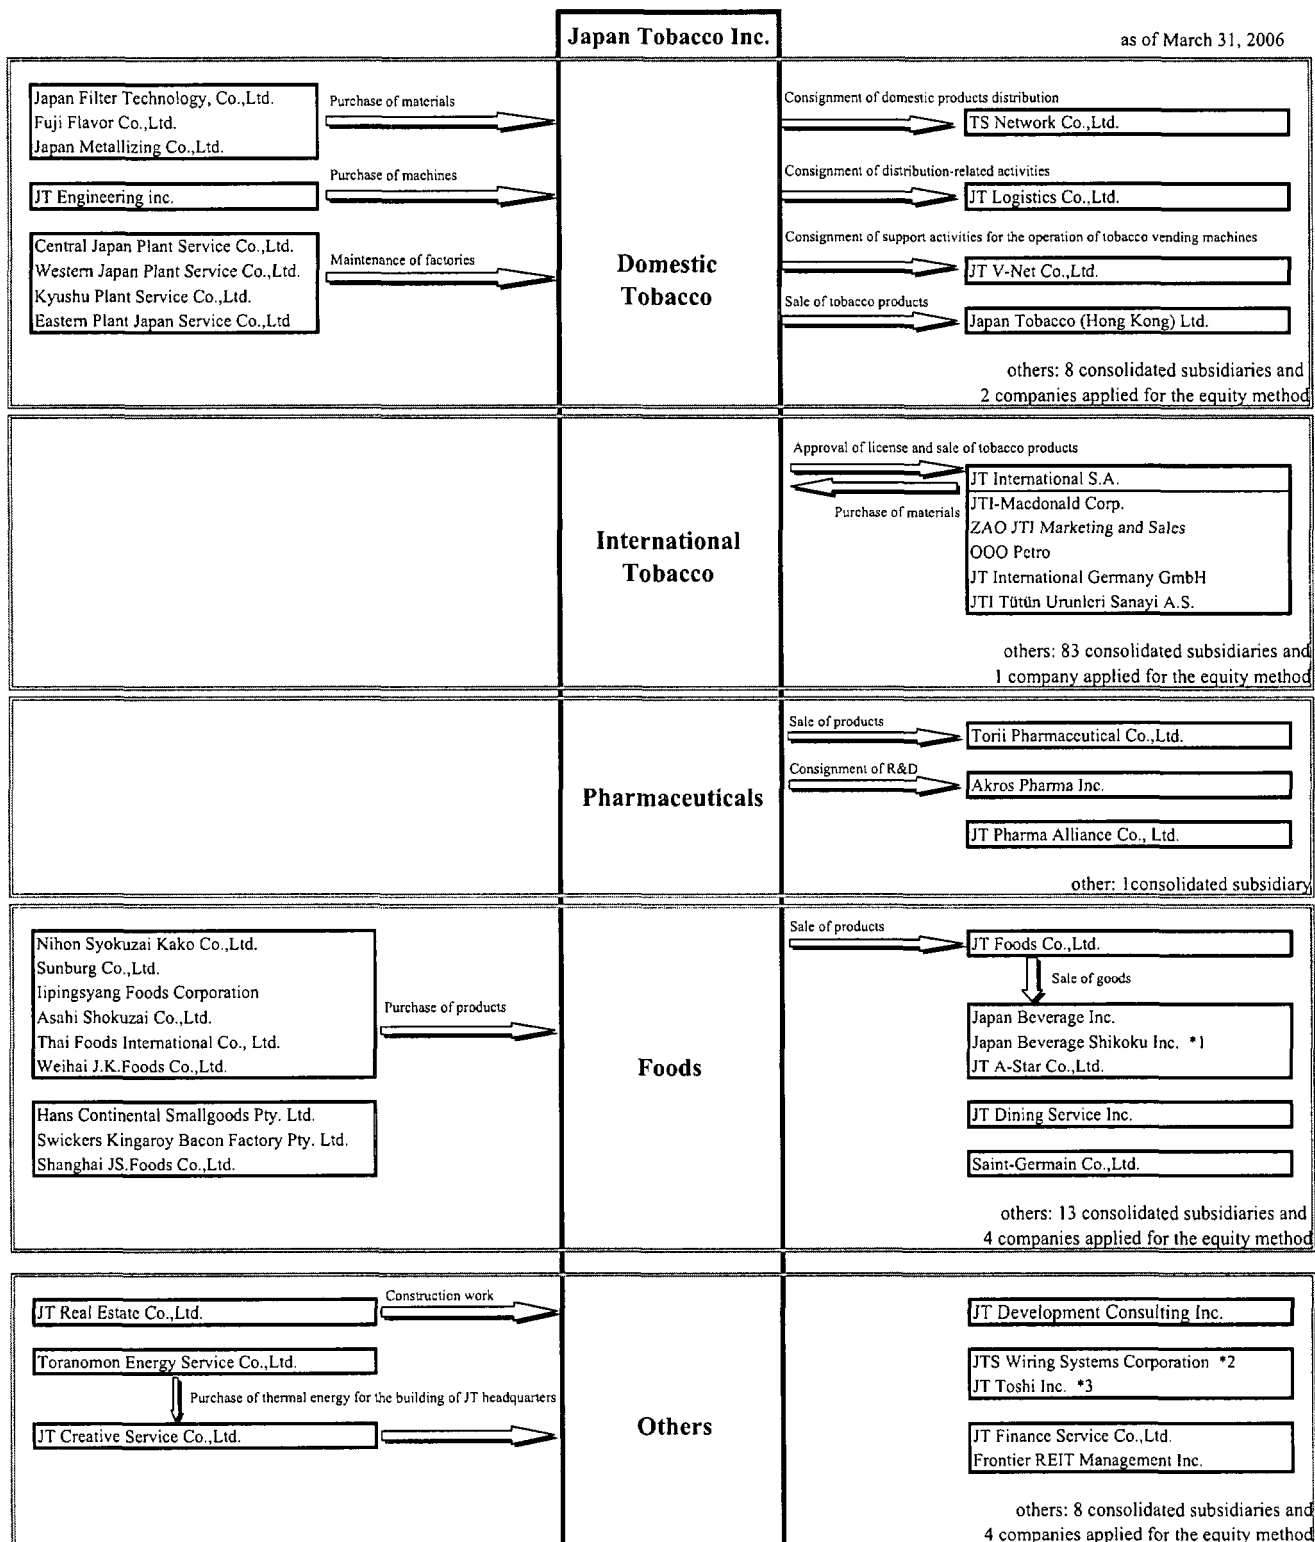 Japan Tobacco Inc.
as of March 31, 2006
Japan Filter Technology, Co.,Ltd.
Fuji Flavor Co.,Ltd.
Japan Metallizing Co.,Ltd.
Purchase of materials
JT Engineering inc.
Purchase of machines
Central Japan Plant Service Co.,Ltd.
Western Japan Plant Service Co.,Ltd.
Kyushu Plant Service Co.,Ltd.
Eastern Plant Japan Service Co.,Ltd
Maintenance of factories
Domestic
Tobacco
Consignment of domestic products distribution
TS Network Co.,Ltd.
Consignment of distribution-related activities
JT Logistics Co.,Ltd.
Consignment of support activities for the operation of tobacco vending machines
JT V-Net Co.,Ltd.
Sale of tobacco products
Japan Tobacco (Hong Kong) Ltd.
others: 8 consolidated subsidiaries and
2 companies applied for the equity method
International
Tobacco
Approval of license and sale of tobacco products
Purchase of materials
JT International S.A.
JTI-Macdonald Corp.
ZAO JTI Marketing and Sales
OOO Petro
JT International Germany GmbH
JTI Tütün Urunleri Sanayi A.S.
others: 83 consolidated subsidiaries and
1 company applied for the equity method
Pharmaceuticals
Sale of products
Torii Pharmaceutical Co.,Ltd.
Consignment of R&D
Akros Pharma Inc.
JT Pharma Alliance Co., Ltd.
other: 1consolidated subsidiary
Nihon Syokuzai Kako Co.,Ltd.
Sunburg Co.,Ltd.
Iipingsyang Foods Corporation
Asahi Shokuzai Co.,Ltd.
Thai Foods International Co., Ltd.
Weihai J.K.Foods Co.,Ltd.
Purchase of products
Hans Continental Smallgoods Pty. Ltd.
Swickers Kingaroy Bacon Factory Pty. Ltd.
Shanghai JS.Foods Co.,Ltd.
Foods
Sale of products
JT Foods Co.,Ltd.
Sale of goods
Japan Beverage Inc.
Japan Beverage Shikoku Inc. *1
JT A-Star Co.,Ltd.
JT Dining Service Inc.
Saint-Germain Co.,Ltd.
others: 13 consolidated subsidiaries and
4 companies applied for the equity method
JT Real Estate Co.,Ltd.
Construction work
Toranomon Energy Service Co.,Ltd.
Purchase of thermal energy for the building of JT headquarters
JT Creative Service Co.,Ltd.
Others
JT Development Consulting Inc.
JTS Wiring Systems Corporation *2
JT Toshi Inc. *3
JT Finance Service Co.,Ltd.
Frontier REIT Management Inc.
others: 8 consolidated subsidiaries and
4 companies applied for the equity method